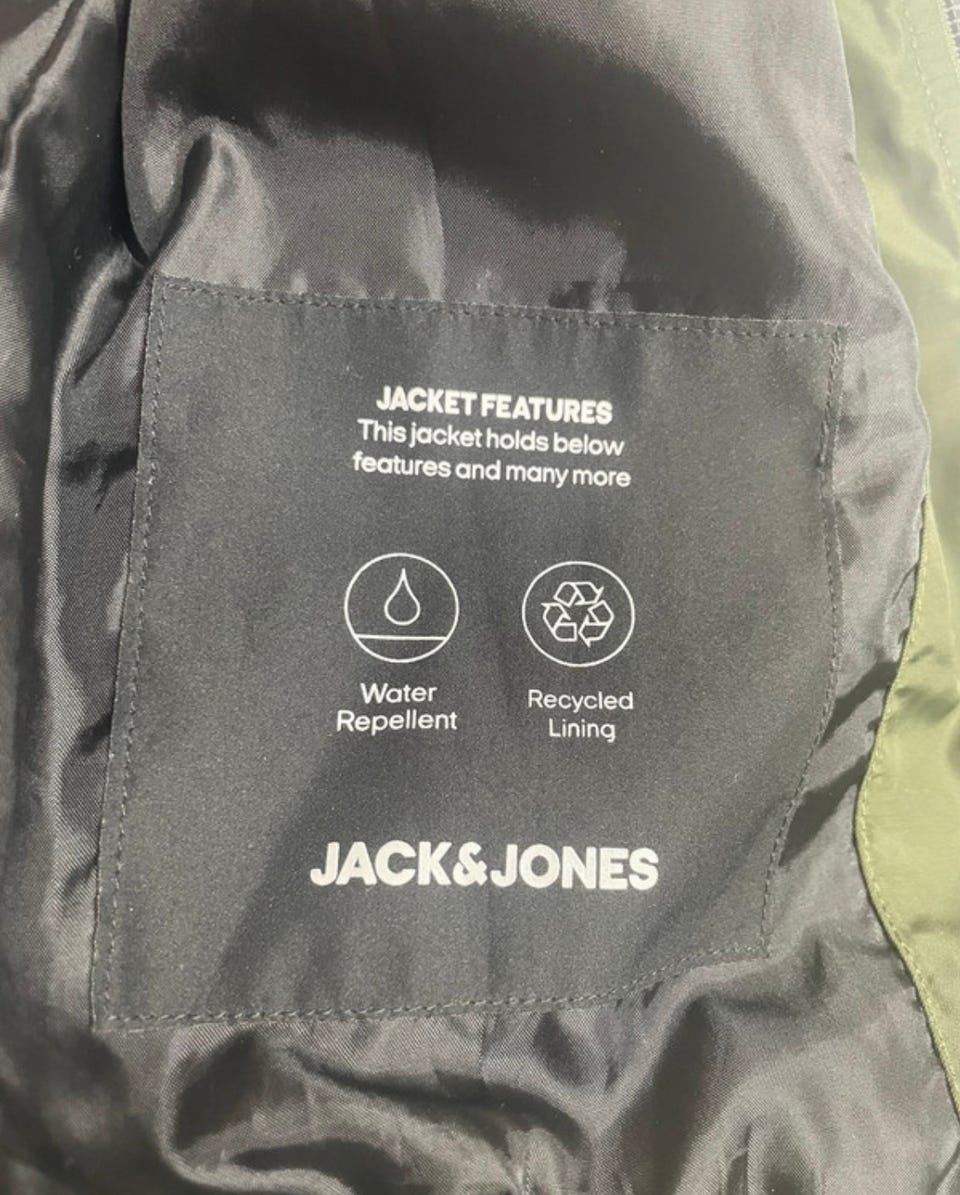 JACKET FEATURES
This jacket holds below
features and many more
Water
Repellent
Recycled
Lining
JACK&JONES